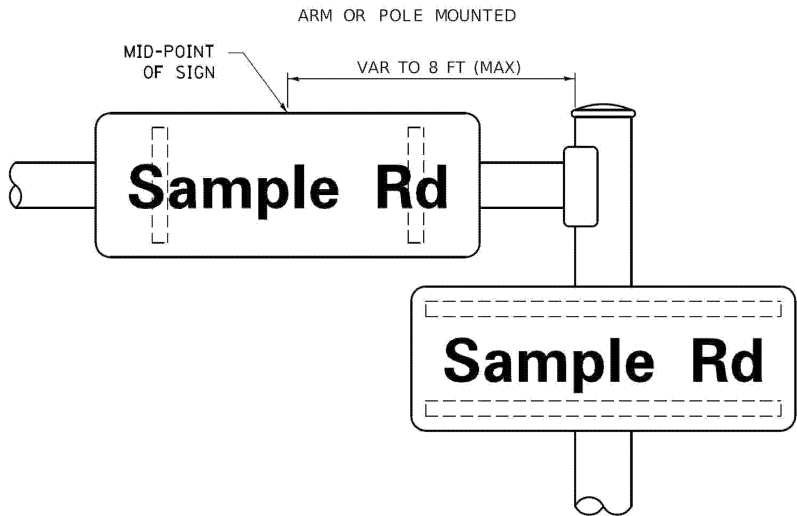 ARM OR POLE MOUNTED
MID-POINT
OF SIGN
VAR TO 8 FT (MAX)
Sample Rd
Sample Rd